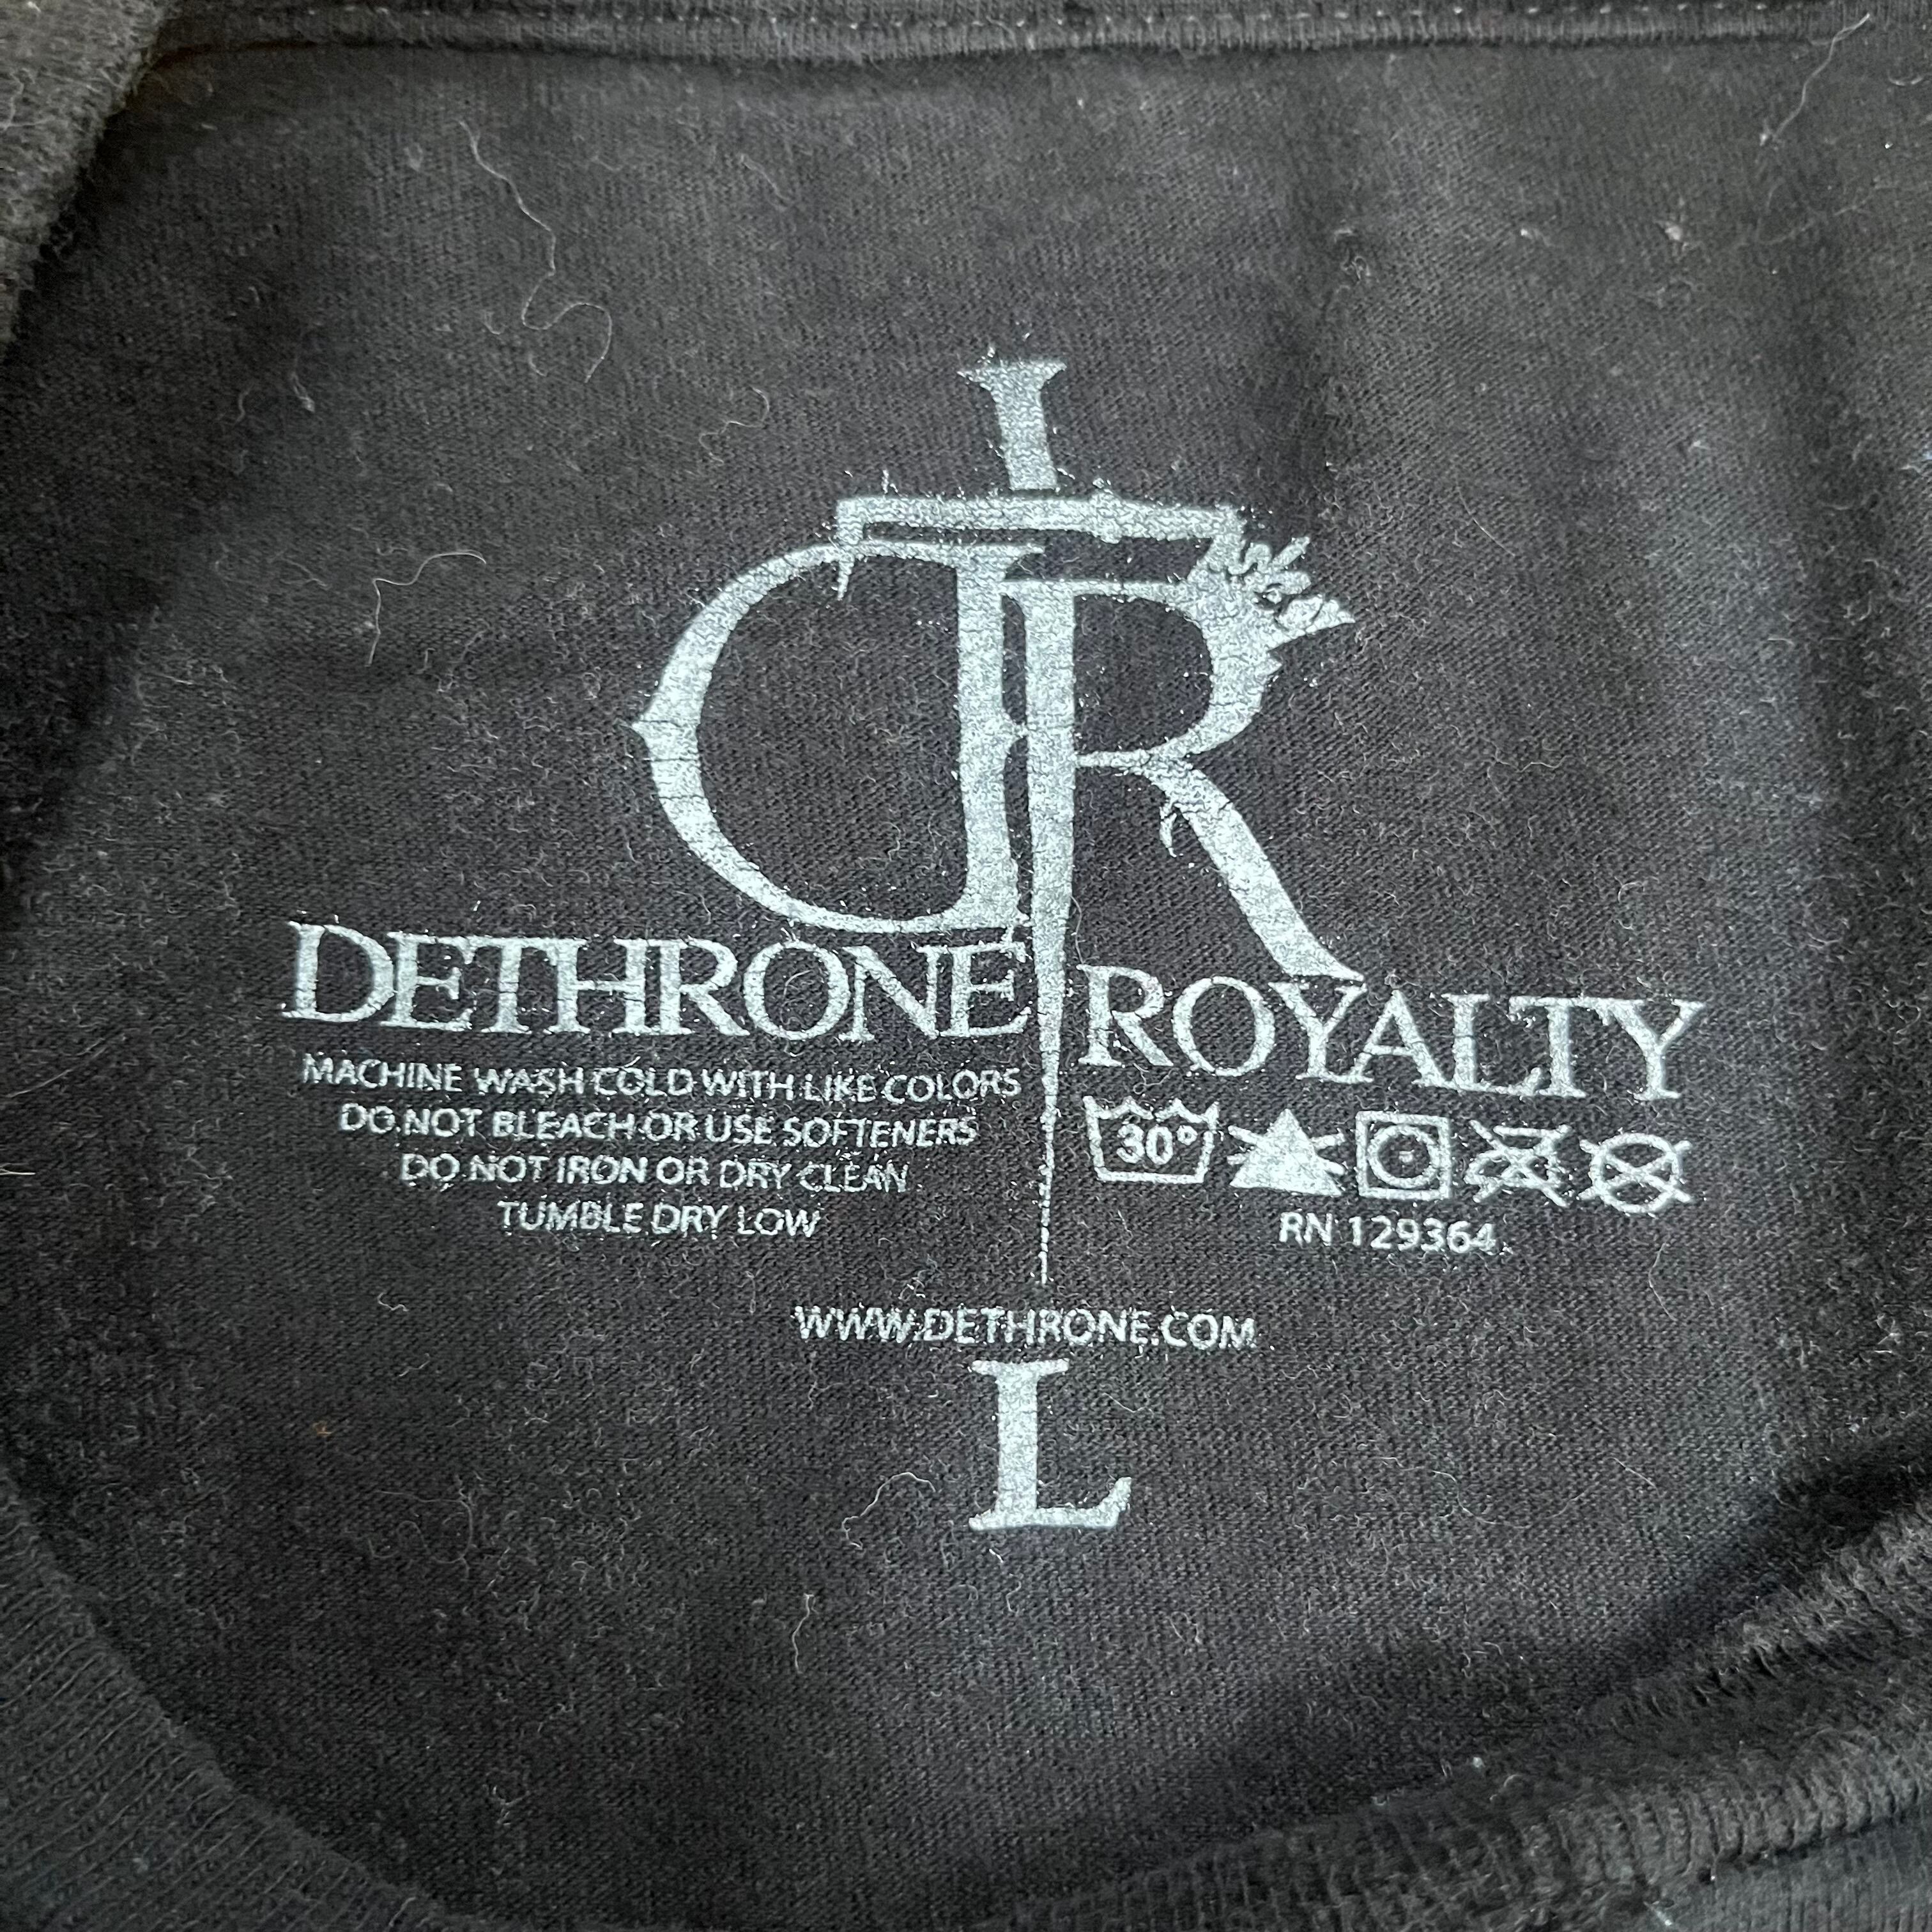 DR
DETHRONE ROYALTY
MACHINE WASH COLD WITH LIKE COLORS
DO NOT BLEACH OR USE SOFTENERS
DO NOT IRON OR DRY CLEAN
TUMBLE DRY LOW
30°
RN 129364
WWW.DETHRONE.COM
L